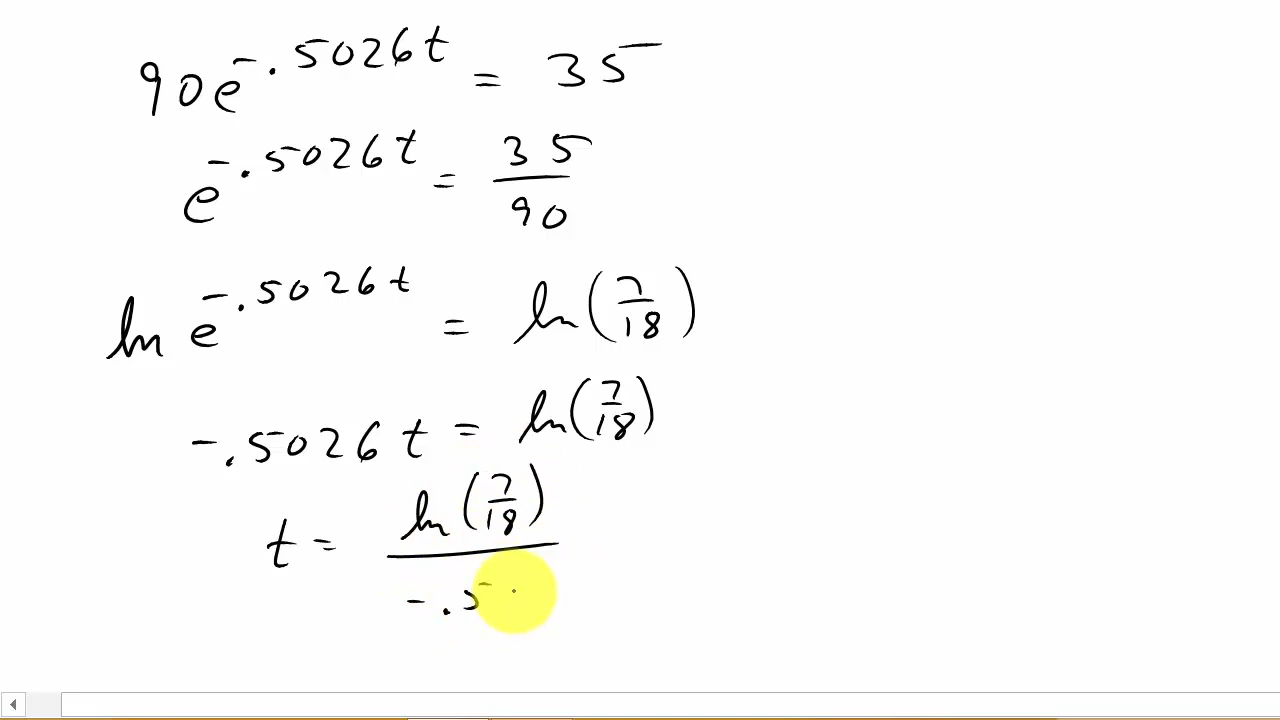 90e^{-.5026t} = 35
e^{-.5026t} = 35/90
ln e^{-.5026t} = ln(7/18)
-.5026t = ln(7/18)
t = ln(7/18)/-.5